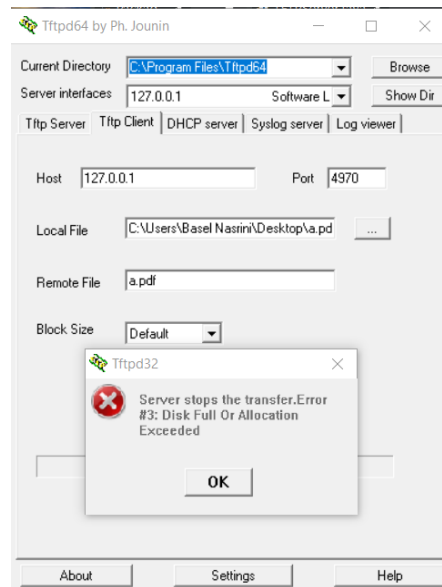 Tftpd64 by Ph. Jounin
Current Directory C:\Program Files\Tftpd64 Browse
Server interfaces 127.0.0.1 Software L Show Dir
Tftp Server Tftp Client DHCP server Syslog server Log viewer
Host 127.0.0.1 Port 4970
Local File C:\Users\Basel Nasrini\Desktop\a.pd ...
Remote File a.pdf
Block Size Default
Tftpd32
Server stops the transfer.Error
#3: Disk Full Or Allocation
Exceeded
OK
About Settings Help